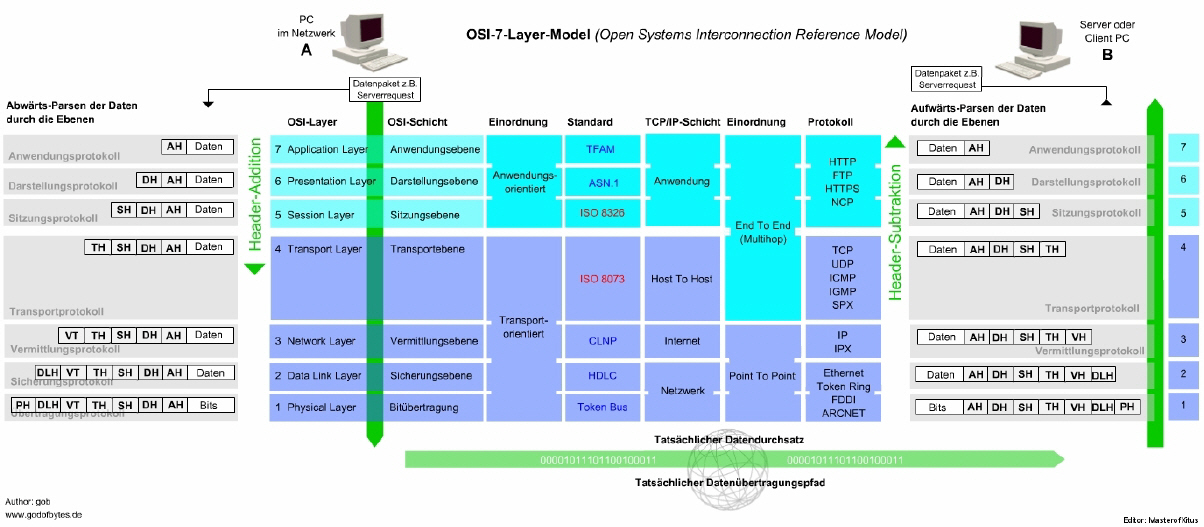 PC
im Netzwerk
A
OSI-7-Layer-Model (Open Systems Interconnection Reference Model)
Server oder
Client PC
B
Datenpaket z.B.
Serverrequest
Datenpaket z.B.
Serverrequest
Abwärts-Parsen der Daten
durch die Ebenen
Aufwärts-Parsen der Daten
durch die Ebenen
OSI-Layer OSI-Schicht Einordnung Standard TCP/IP-Schicht Einordnung Protokoll
AH Daten
Anwendungsprotokoll
DH AH Daten
Darstellungsprotokoll
SH DH AH Daten
Sitzungsprotokoll
TH SH DH AH Daten
Transportprotokoll
VT TH SH DH AH Daten
Vermittlungsprotokoll
DLH VT TH SH DH AH Daten
Sicherungsprotokoll
PH DLH VT TH SH DH AH Bits
Übertragungsprotokoll
Header-Addition
7 Application Layer Anwendungsebene
6 Presentation Layer Darstellungsebene
5 Session Layer Sitzungsebene
4 Transport Layer Transportebene
3 Network Layer Vermittlungsebene
2 Data Link Layer Sicherungsebene
1 Physical Layer Bitübertragung
Anwendungs-
orientiert
Transport-
orientiert
TFAM
ASN.1
ISO 8326
ISO 8073
CLNP
HDLC
Token Bus
Anwendung
Host To Host
Internet
Netzwerk
End To End
(Multihop)
Point To Point
HTTP
FTP
HTTPS
NCP
TCP
UDP
ICMP
IGMP
SPX
IP
IPX
Ethernet
Token Ring
FDDI
ARCNET
Header-Subtraktion
Daten AH Anwendungsprotokoll 7
Daten AH DH Darstellungsprotokoll 6
Daten AH DH SH Sitzungsprotokoll 5
Daten AH DH SH TH 4
Transportprotokoll
Daten AH DH SH TH VH 3
Vermittlungsprotokoll
Daten AH DH SH TH VH DLH 2
Bits AH DH SH TH VH DLH PH 1
Tatsächlicher Datendurchsatz
00001011101100100011 00001011101100100011
Tatsächlicher Datenübertragungspfad
Author: gob
www.godofbytes.de
Editor: MasterofXitus